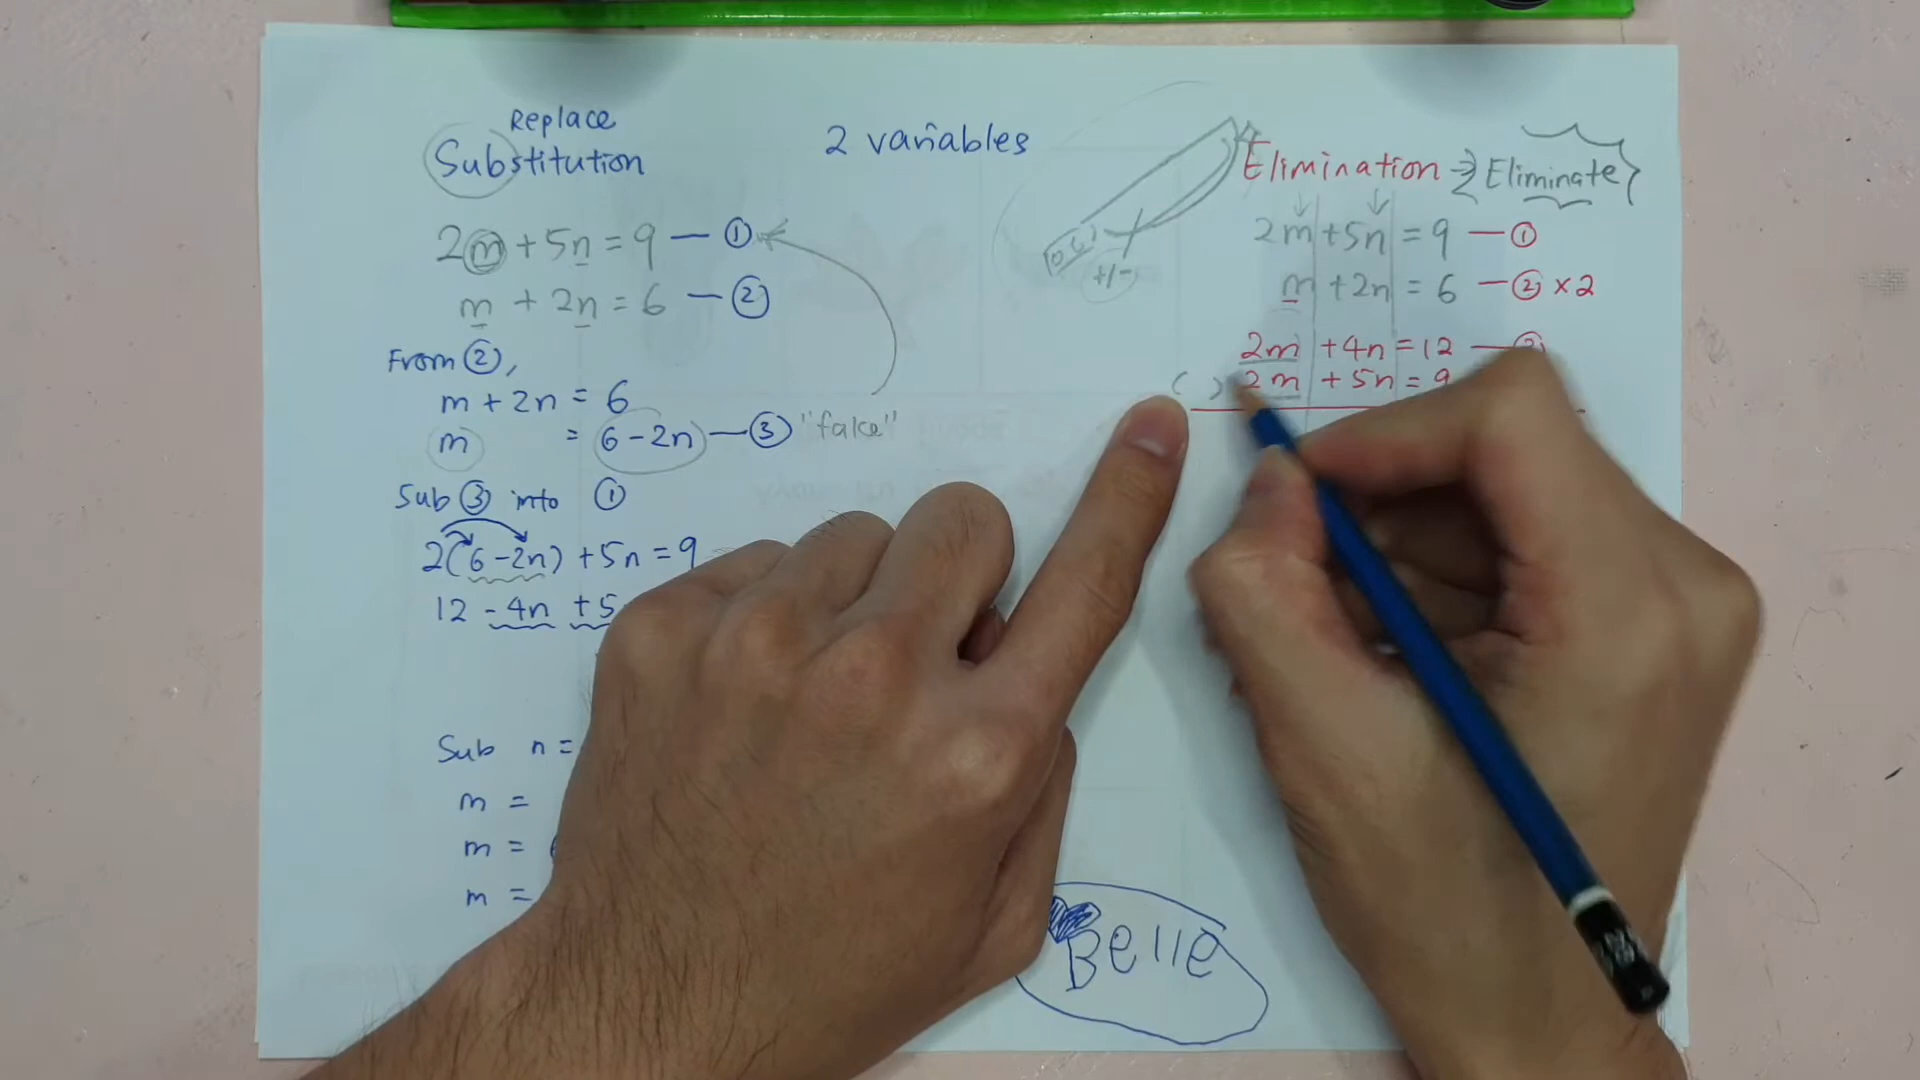 Replace
Substitution
2m + 5n = 9 — ①
m + 2n = 6 — ②
From ②,
m + 2n = 6
m = 6 - 2n — ③ "fake"
Sub ③ into ①
2(6 - 2n) + 5n = 9
12 - 4n + 5
Sub n =
m =
m =
m =
2 variables
+/-
Elimination → Eliminate
2m + 5n = 9 — ①
m + 2n = 6 — ② × 2
2m + 4n = 12 —
( ) 2m + 5n = 9
Belle